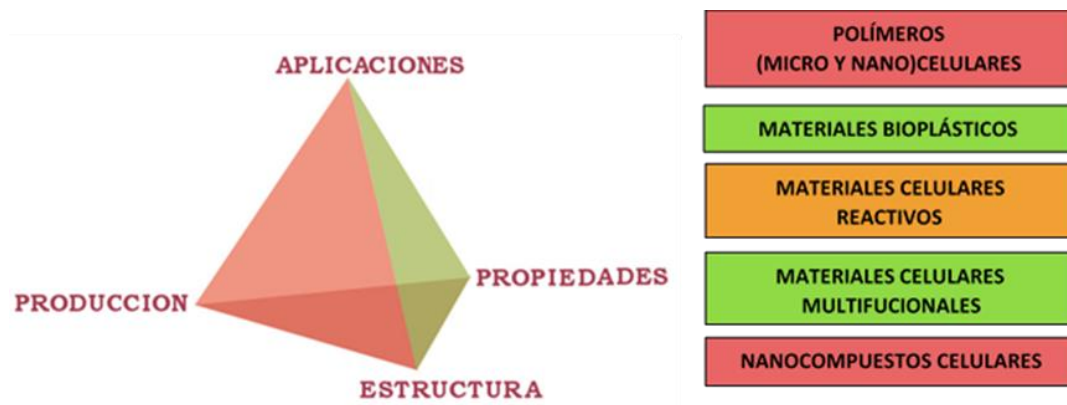 APLICACIONES
PROPIEDADES
PRODUCCION
ESTRUCTURA
POLÍMEROS
(MICRO Y NANO)CELULARES
MATERIALES BIOPLÁSTICOS
MATERIALES CELULARES
REACTIVOS
MATERIALES CELULARES
MULTIFUCIONALES
NANOCOMPUESTOS CELULARES